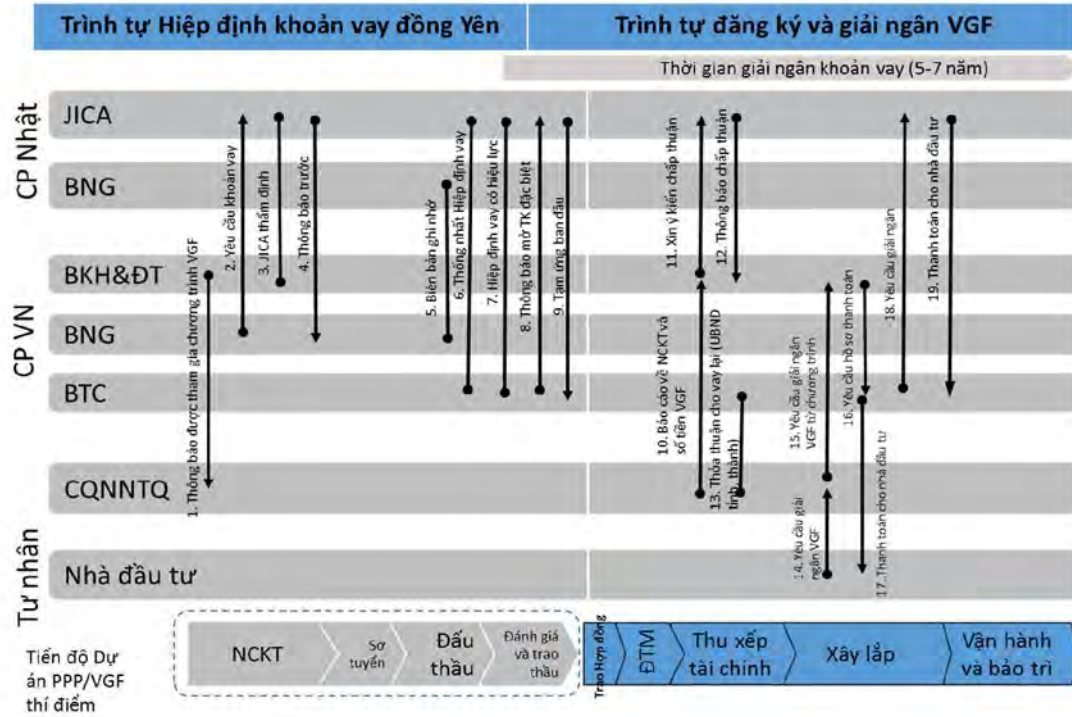 Trình tự Hiệp định khoản vay đồng Yên
Trình tự đăng ký và giải ngân VGF
Thời gian giải ngân khoản vay (5-7 năm)
CP Nhật
CP VN
Tư nhân
JICA
BNG
BKH&ĐT
BNG
BTC
CQNNTQ
Nhà đầu tư
1. Thông báo được tham gia chương trình VGF
2. Yêu cầu khoản vay
3. JICA thẩm định
4. Thông báo trước
5. Biên bản ghi nhớ
6. Thống nhất Hiệp định vay
7. Hiệp định vay có hiệu lực
8. Thông báo mở TK đặc biệt
9. Tạm ứng ban đầu
10. Báo cáo về NCKT và
số tiền VGF
11. Xin ý kiến chấp thuận
12. Thông báo chấp thuận
13. Thỏa thuận cho vay lại (UBND
tỉnh, thành)
14. Yêu cầu giải
ngân VGF
15. Yêu cầu giải ngân
VGF từ chương trình
16. Yêu cầu hồ sơ thanh toán
17. Thanh toán cho nhà đầu tư
18. Yêu cầu giải ngân
19. Thanh toán cho nhà đầu tư
Tiến độ Dự
án PPP/VGF
thí điểm
NCKT
Sơ
tuyển
Đấu
thầu
Đánh giá
và trao
thầu
Trao Hợp đồng
ĐTM
Thu xếp
tài chính
Xây lắp
Vận hành
và bảo trì